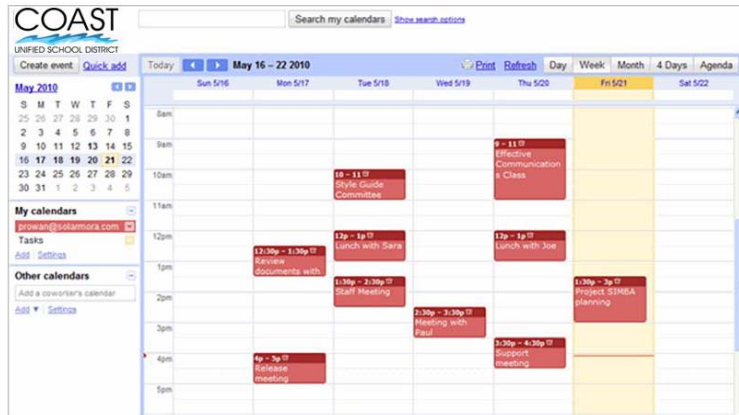 COAST
UNIFIED SCHOOL DISTRICT
Search my calendars
Show search options
Create event
Quick add
Today
May 16 – 22 2010
Print
Refresh
Day
Week
Month
4 Days
Agenda
May 2010
S M T W T F S
25 26 27 28 29 30 1
2 3 4 5 6 7 8
9 10 11 12 13 14 15
16 17 18 19 20 21 22
23 24 25 26 27 28 29
30 31 1 2 3 4 5
My calendars
prowan@solarmora.com
Tasks
Add Settings
Other calendars
Add a coworker's calendar
Add ▼ Settings
Sun 5/16
Mon 5/17
Tue 5/18
Wed 5/19
Thu 5/20
Fri 5/21
Sat 5/22
8am
9am
10am
11am
12pm
1pm
2pm
3pm
4pm
5pm
12:30p – 1:30p
Review
documents with
4p – 5p
Release
meeting
10 – 11
Style Guide
Committee
12p – 1p
Lunch with Sara
1:30p – 2:30p
Staff Meeting
2:30p – 3:30p
Meeting with
Paul
9 – 11
Effective
Communication
s Class
12p – 1p
Lunch with Joe
3:30p – 4:30p
Support
meeting
1:30p – 3p
Project SIMBA
planning